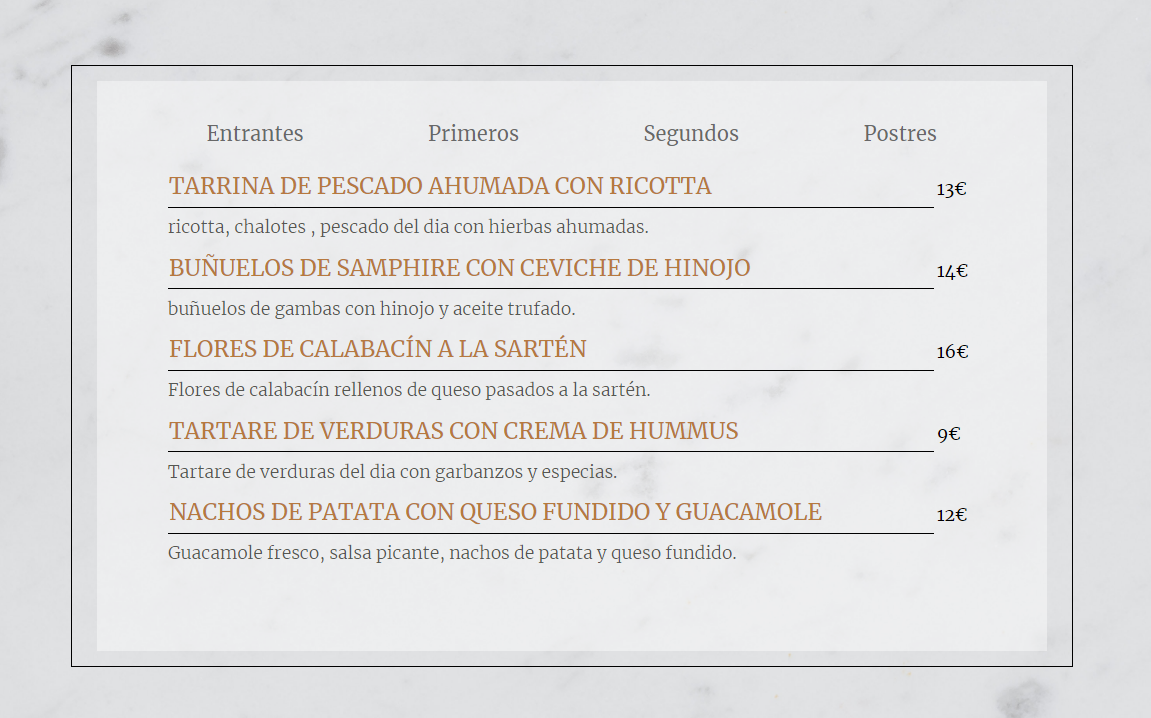 Entrantes Primeros Segundos Postres
TARRINA DE PESCADO AHUMADA CON RICOTTA 13€
ricotta, chalotes , pescado del dia con hierbas ahumadas.
BUÑUELOS DE SAMPHIRE CON CEVICHE DE HINOJO 14€
buñuelos de gambas con hinojo y aceite trufado.
FLORES DE CALABACÍN A LA SARTÉN 16€
Flores de calabacín rellenos de queso pasados a la sartén.
TARTARE DE VERDURAS CON CREMA DE HUMMUS 9€
Tartare de verduras del dia con garbanzos y especias.
NACHOS DE PATATA CON QUESO FUNDIDO Y GUACAMOLE 12€
Guacamole fresco, salsa picante, nachos de patata y queso fundido.